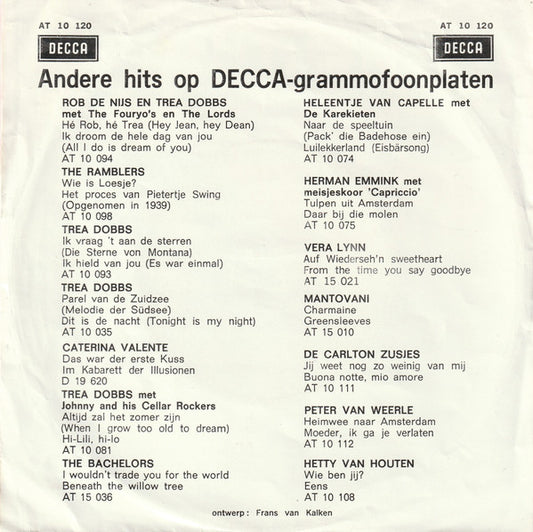 AT 10 120
AT 10 120
DECCA
DECCA
Andere hits op DECCA-grammofoonplaten
ROB DE NIJS EN TREA DOBBS
met The Fouryo's en The Lords
Hé Rob, hé Trea (Hey Jean, hey Dean)
Ik droom de hele dag van jou
(All I do is dream of you)
AT 10 094
THE RAMBLERS
Wie is Loesje?
Het proces van Pietertje Swing
(Opgenomen in 1939)
AT 10 098
TREA DOBBS
Ik vraag 't aan de sterren
(Die Sterne von Montana)
Ik hield van jou (Es war einmal)
AT 10 093
TREA DOBBS
Parel van de Zuidzee
(Melodie der Südsee)
Dit is de nacht (Tonight is my night)
AT 10 035
CATERINA VALENTE
Das war der erste Kuss
Im Kabarett der Illusionen
D 19 620
TREA DOBBS met
Johnny and his Cellar Rockers
Altijd zal het zomer zijn
(When I grow too old to dream)
Hi-Lili, hi-lo
AT 10 081
THE BACHELORS
I wouldn't trade you for the world
Beneath the willow tree
AT 15 036
HELEENTJE VAN CAPELLE met
De Karekieten
Naar de speeltuin
(Pack' die Badehose ein)
Luilekkerland (Eisbärsong)
AT 10 074
HERMAN EMMINK met
meisjeskoor 'Capriccio'
Tulpen uit Amsterdam
Daar bij die molen
AT 10 075
VERA LYNN
Auf Wiederseh'n sweetheart
From the time you say goodbye
AT 15 021
MANTOVANI
Charmaine
Greensleeves
AT 15 010
DE CARLTON ZUSJES
Jij weet nog zo weinig van mij
Buona notte, mio amore
AT 10 111
PETER VAN WEERLE
Heimwee naar Amsterdam
Moeder, ik ga je verlaten
AT 10 112
HETTY VAN HOUTEN
Wie ben jij?
Eens
AT 10 108
ontwerp: Frans van Kalken